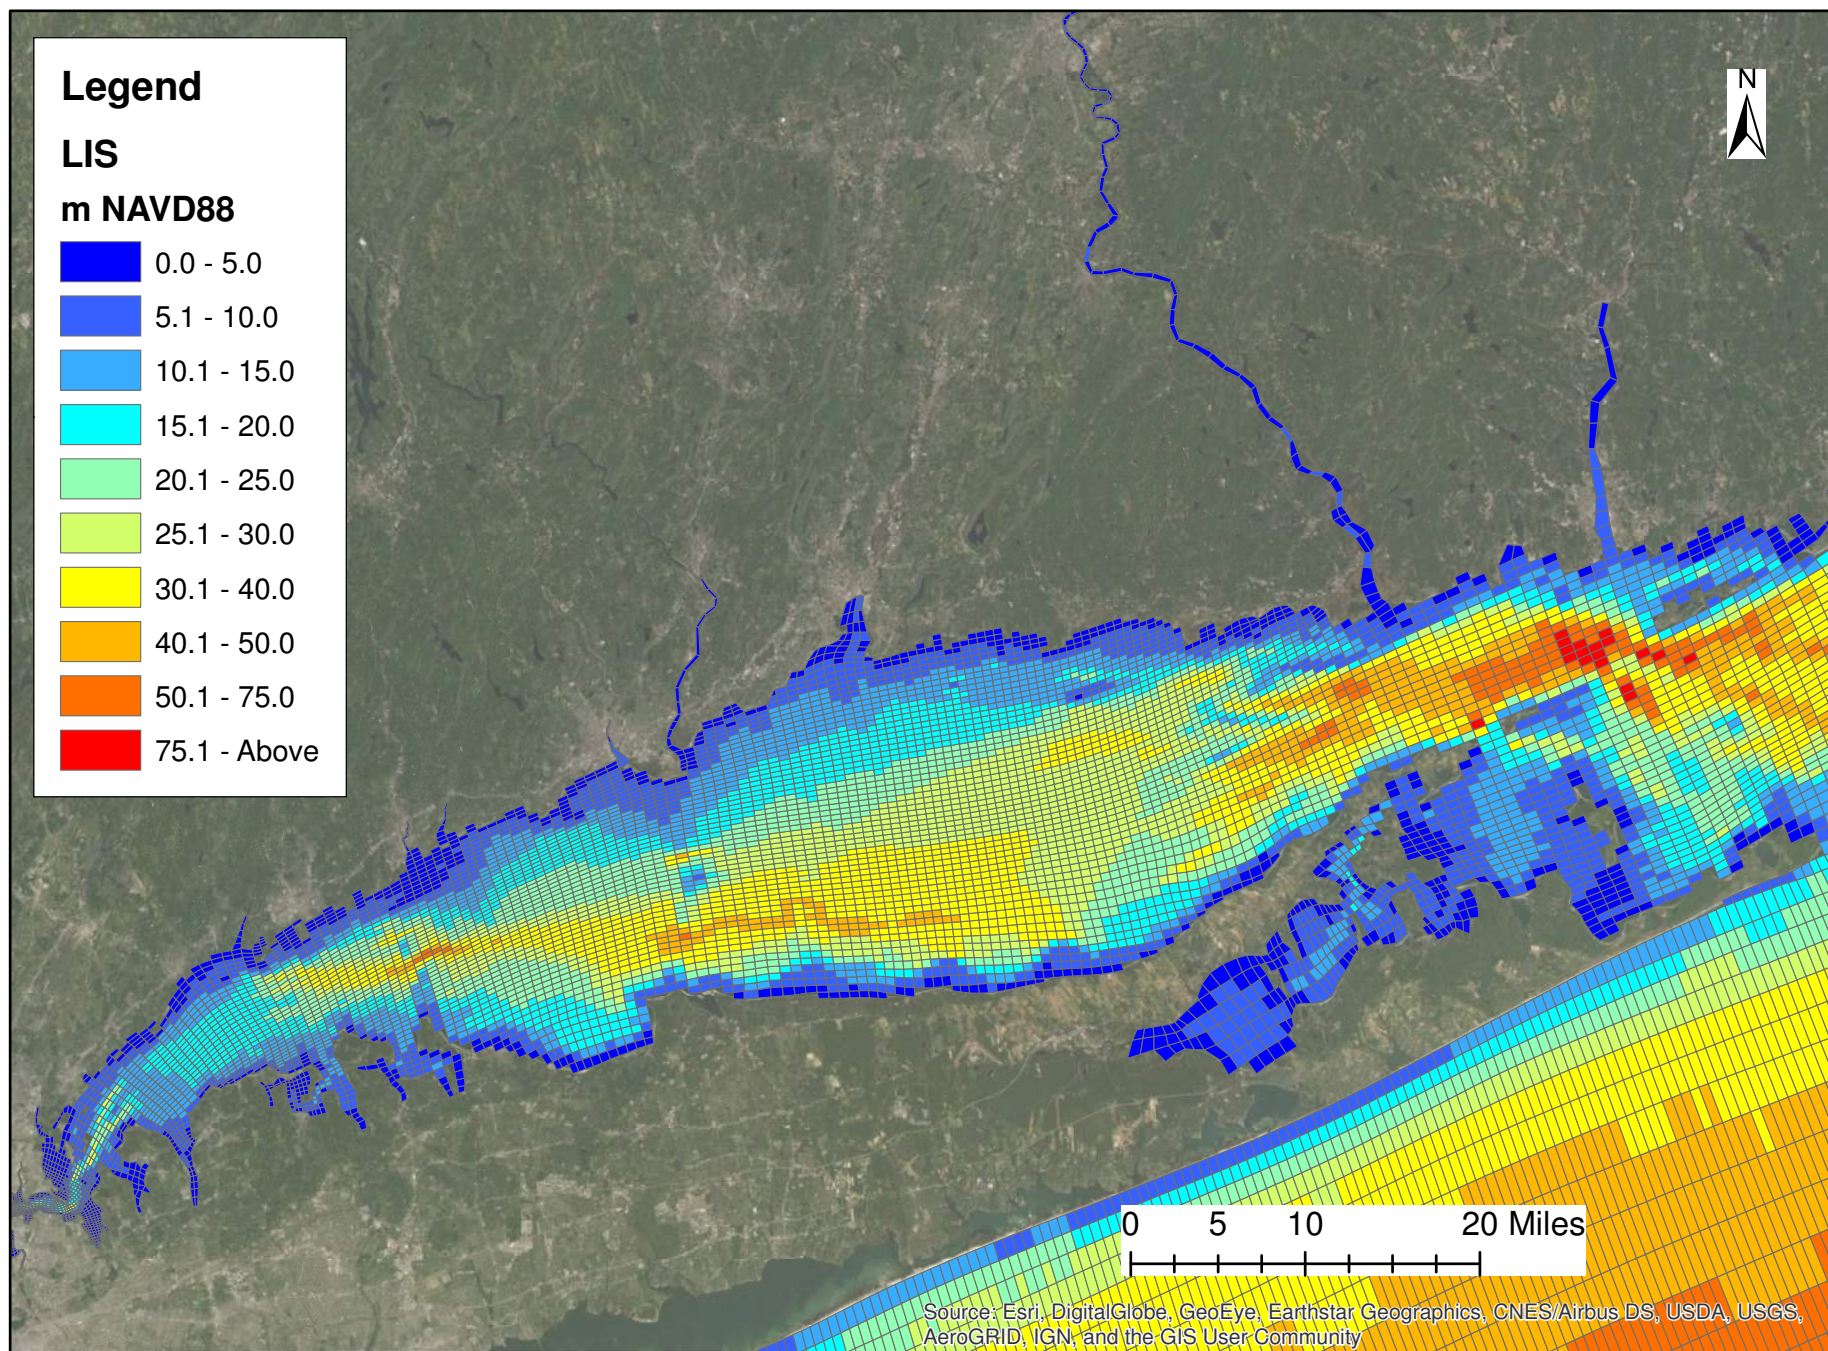 Legend
LIS
m NAVD88
0.0 - 5.0
5.1 - 10.0
10.1 - 15.0
15.1 - 20.0
20.1 - 25.0
25.1 - 30.0
30.1 - 40.0
40.1 - 50.0
50.1 - 75.0
75.1 - Above
N
0 5 10 20 Miles
Source: Esri, DigitalGlobe, GeoEye, Earthstar Geographics, CNES/Airbus DS, USDA, USGS,
AeroGRID, IGN, and the GIS User Community